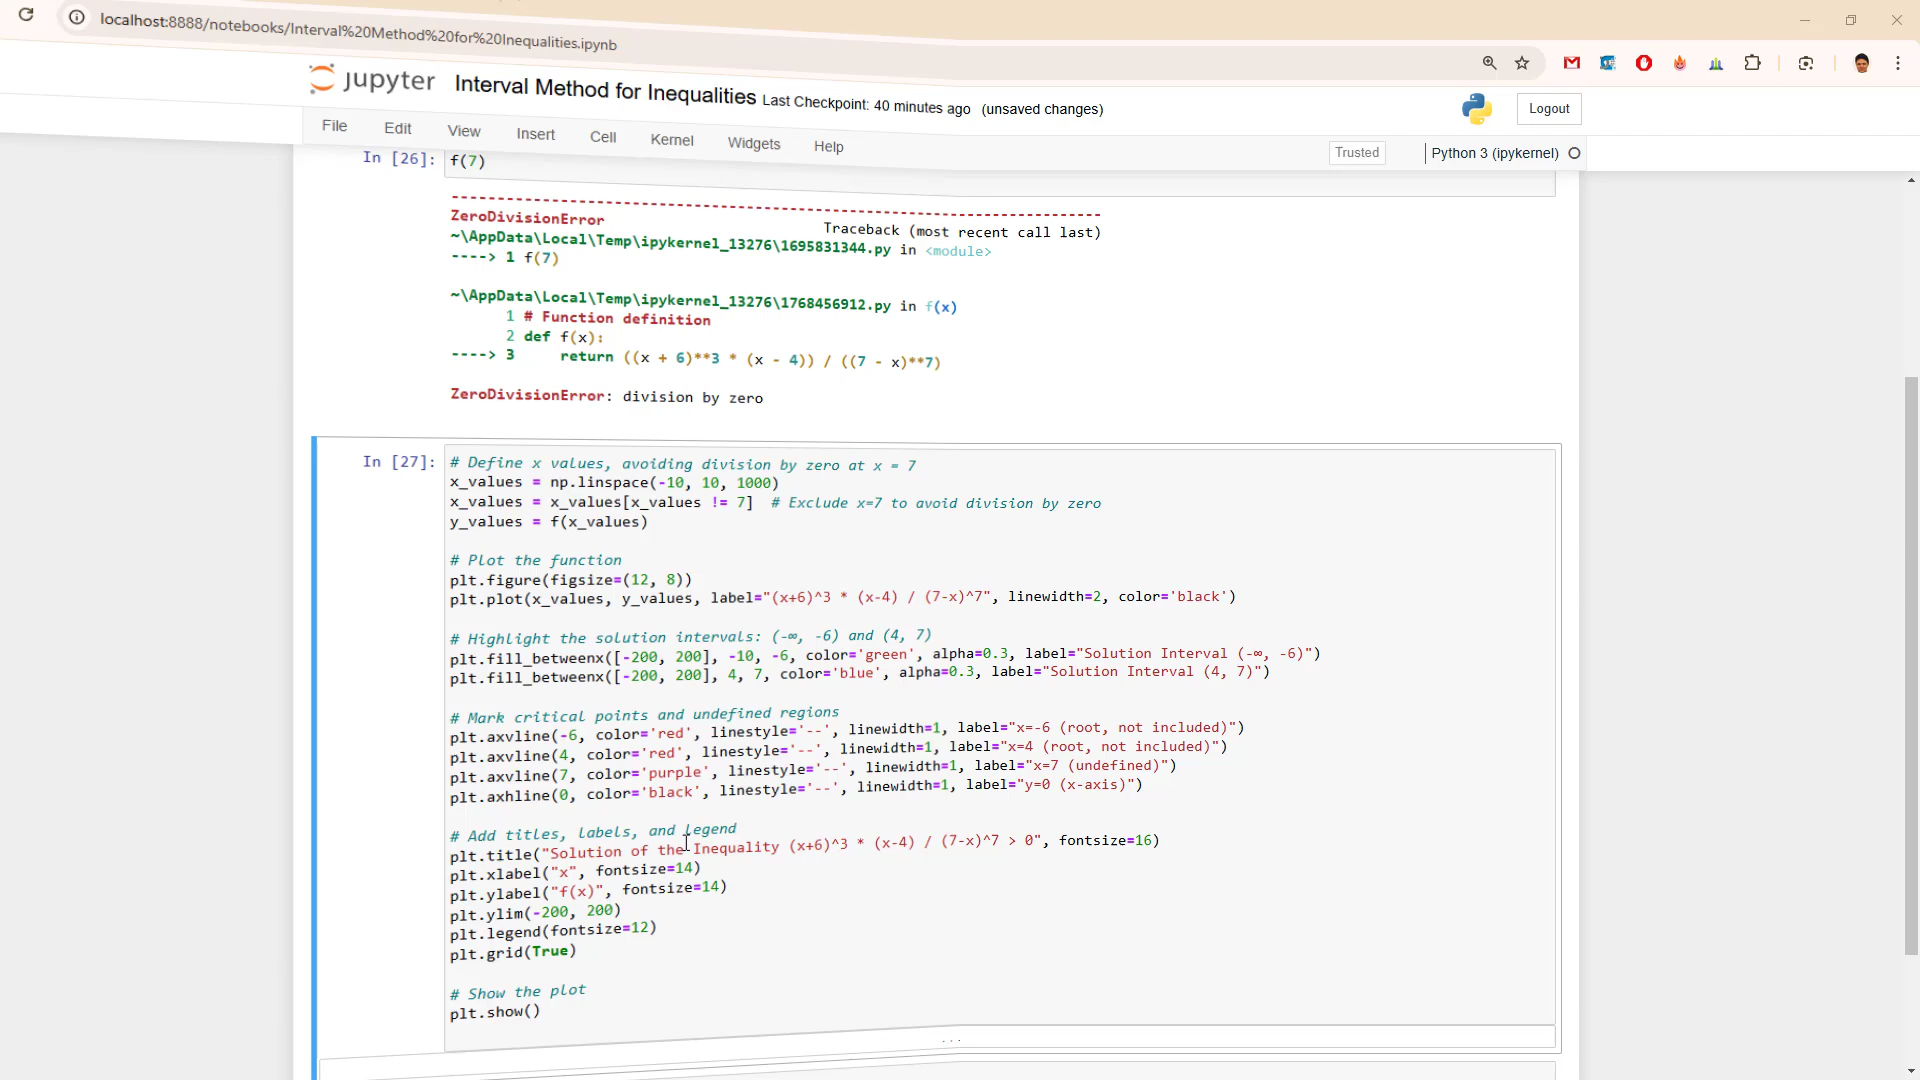 localhost:8888/notebooks/Interval%20Method%20for%20Inequalities.ipynb
jupyter Interval Method for Inequalities Last Checkpoint: 40 minutes ago (unsaved changes)
Logout
File Edit View Insert Cell Kernel Widgets Help
Trusted Python 3 (ipykernel)
In [26]: f(7)
---------------------------------------------------------------------------
ZeroDivisionError Traceback (most recent call last)
~\AppData\Local\Temp\ipykernel_13276\1695831344.py in <module>
----> 1 f(7)
~\AppData\Local\Temp\ipykernel_13276\1768456912.py in f(x)
1 # Function definition
2 def f(x):
----> 3 return ((x + 6)**3 * (x - 4)) / ((7 - x)**7)
ZeroDivisionError: division by zero
In [27]: # Define x values, avoiding division by zero at x = 7
x_values = np.linspace(-10, 10, 1000)
x_values = x_values[x_values != 7] # Exclude x=7 to avoid division by zero
y_values = f(x_values)
# Plot the function
plt.figure(figsize=(12, 8))
plt.plot(x_values, y_values, label="(x+6)^3 * (x-4) / (7-x)^7", linewidth=2, color='black')
# Highlight the solution intervals: (-∞, -6) and (4, 7)
plt.fill_betweenx([-200, 200], -10, -6, color='green', alpha=0.3, label="Solution Interval (-∞, -6)")
plt.fill_betweenx([-200, 200], 4, 7, color='blue', alpha=0.3, label="Solution Interval (4, 7)")
# Mark critical points and undefined regions
plt.axvline(-6, color='red', linestyle='--', linewidth=1, label="x=-6 (root, not included)")
plt.axvline(4, color='red', linestyle='--', linewidth=1, label="x=4 (root, not included)")
plt.axvline(7, color='purple', linestyle='--', linewidth=1, label="x=7 (undefined)")
plt.axhline(0, color='black', linestyle='--', linewidth=1, label="y=0 (x-axis)")
# Add titles, labels, and legend
plt.title("Solution of the Inequality (x+6)^3 * (x-4) / (7-x)^7 > 0", fontsize=16)
plt.xlabel("x", fontsize=14)
plt.ylabel("f(x)", fontsize=14)
plt.ylim(-200, 200)
plt.legend(fontsize=12)
plt.grid(True)
# Show the plot
plt.show()
...